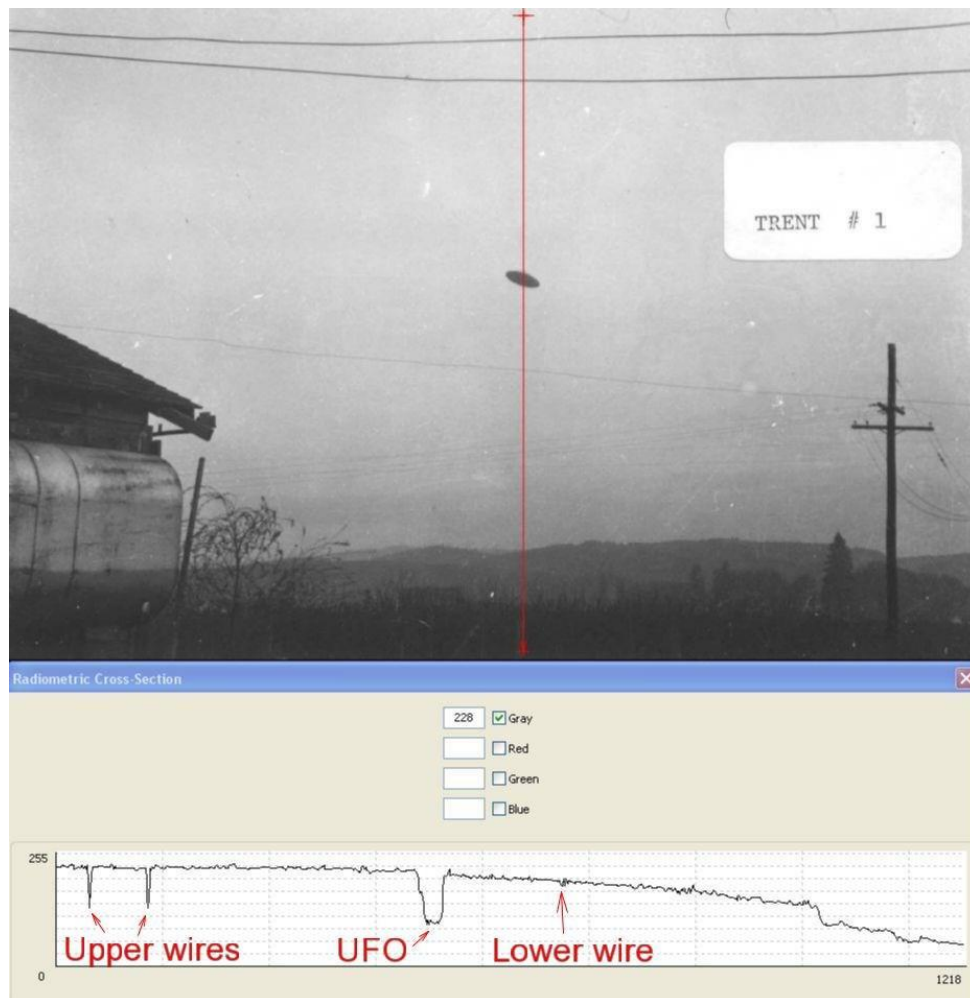 TRENT # 1
Radiometric Cross-Section
228 Gray
Red
Green
Blue
255
Upper wires
UFO
Lower wire
0
1218